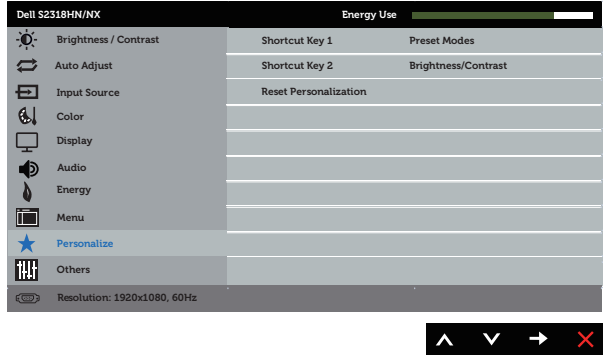 Dell S2318HN/NX Energy Use
Brightness / Contrast Shortcut Key 1 Preset Modes
Auto Adjust Shortcut Key 2 Brightness/Contrast
Input Source Reset Personalization
Color
Display
Audio
Energy
Menu
Personalize
Others
Resolution: 1920x1080, 60Hz